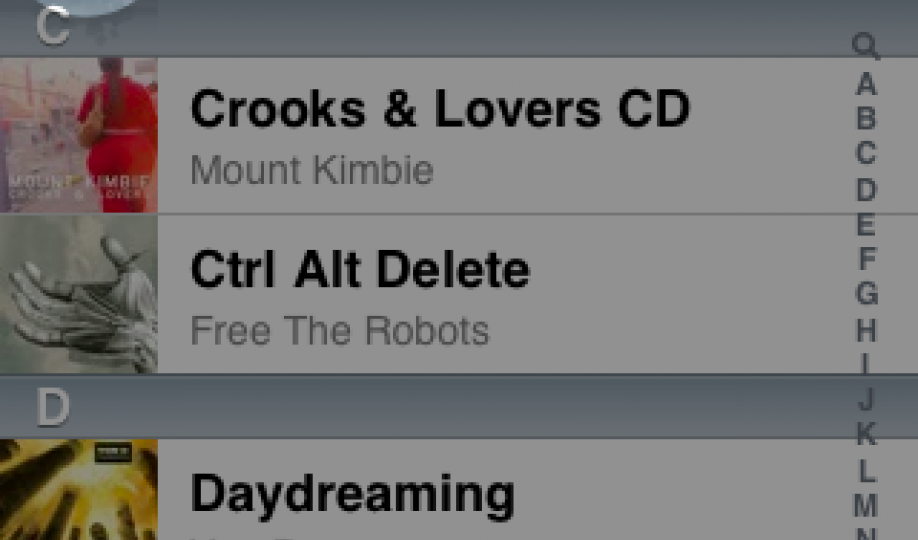 C
Crooks & Lovers CD
Mount Kimbie
MOUNT KIMBIE
CROOKS & LOVERS
Ctrl Alt Delete
Free The Robots
D
Daydreaming
A
B
C
D
E
F
G
H
I
J
K
L
M
N